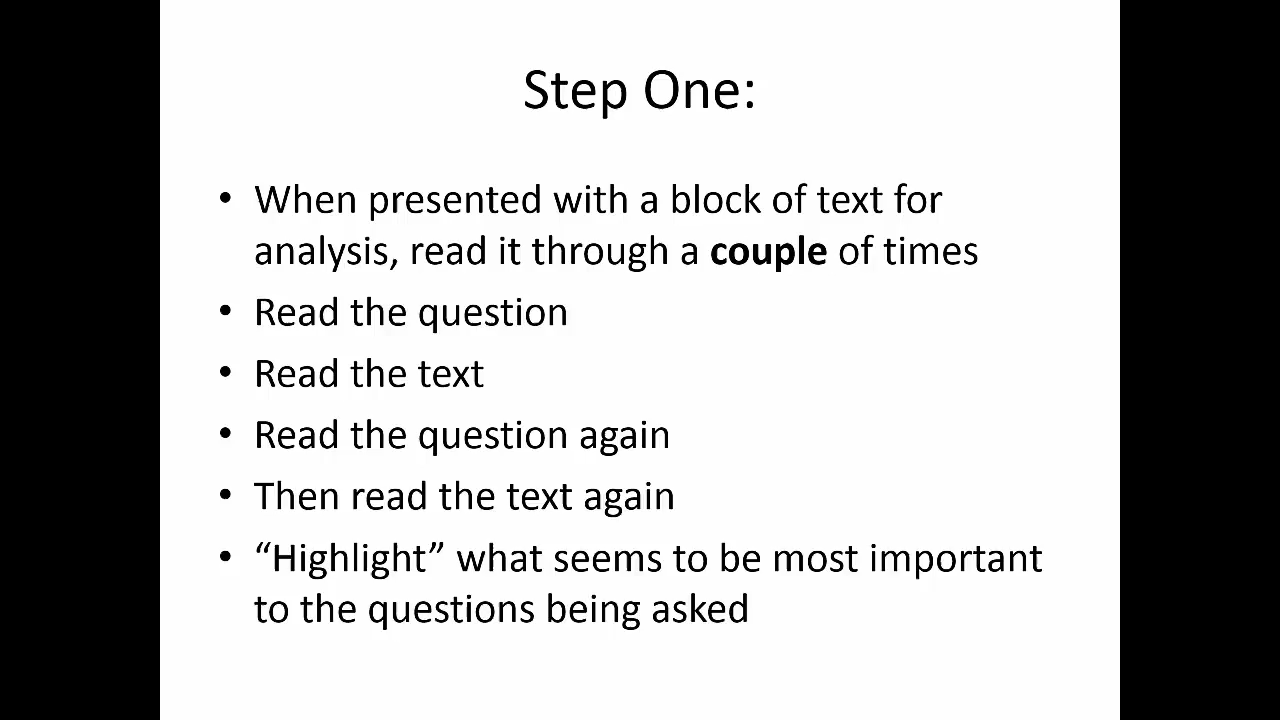 Step One:
• When presented with a block of text for
analysis, read it through a couple of times
• Read the question
• Read the text
• Read the question again
• Then read the text again
• “Highlight” what seems to be most important
to the questions being asked